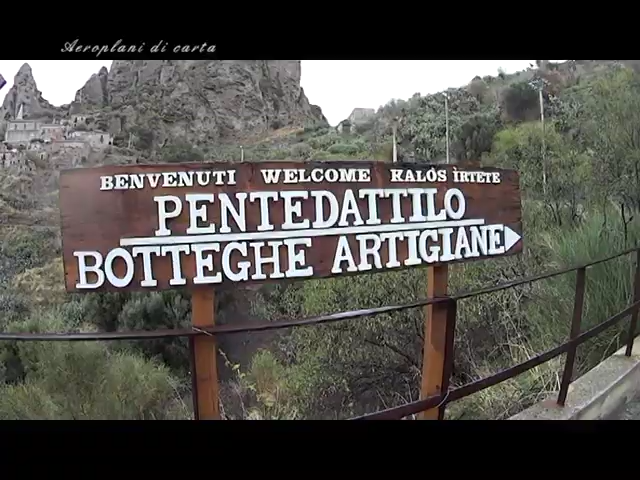 Aeroplani di carta
BENVENUTI WELCOME KALÓS ÌRTETE
PENTEDATTILO
BOTTEGHE ARTIGIANE